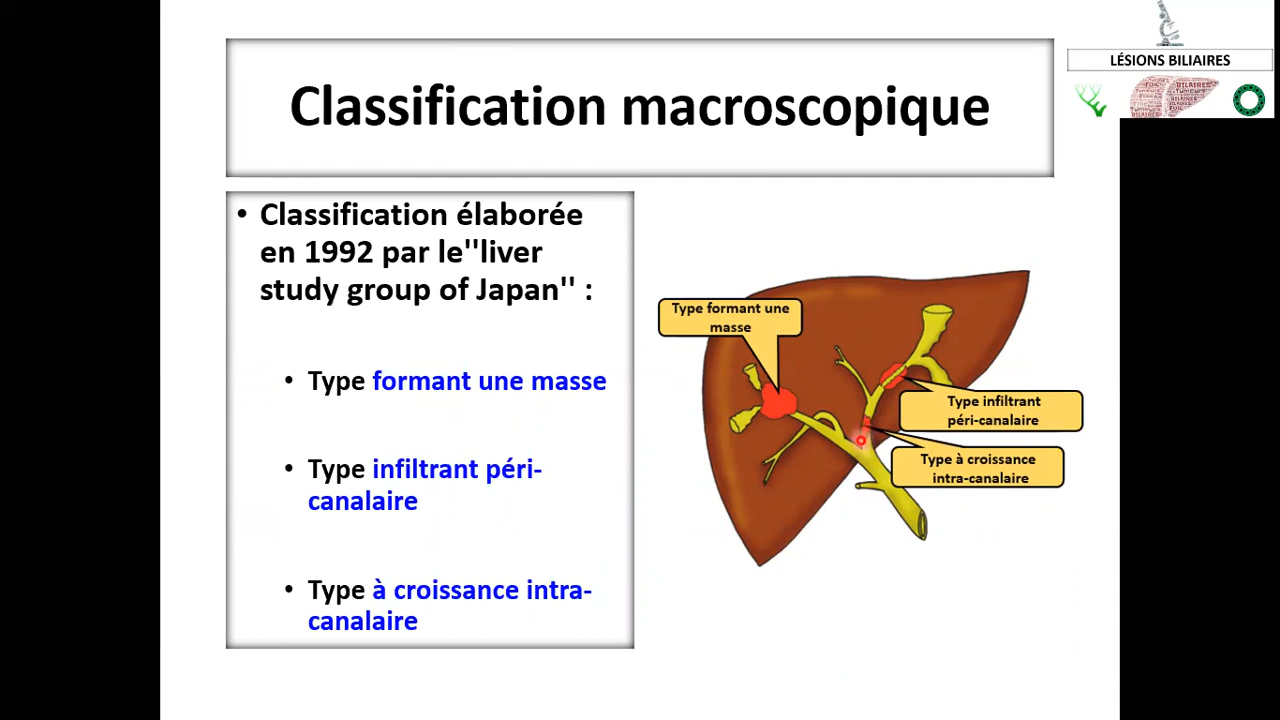 LÉSIONS BILIAIRES
Classification macroscopique
• Classification élaborée
en 1992 par le''liver
study group of Japan'' :
• Type formant une masse
• Type infiltrant péri-
canalaire
• Type à croissance intra-
canalaire
Type formant une
masse
Type infiltrant
péri-canalaire
Type à croissance
intra-canalaire